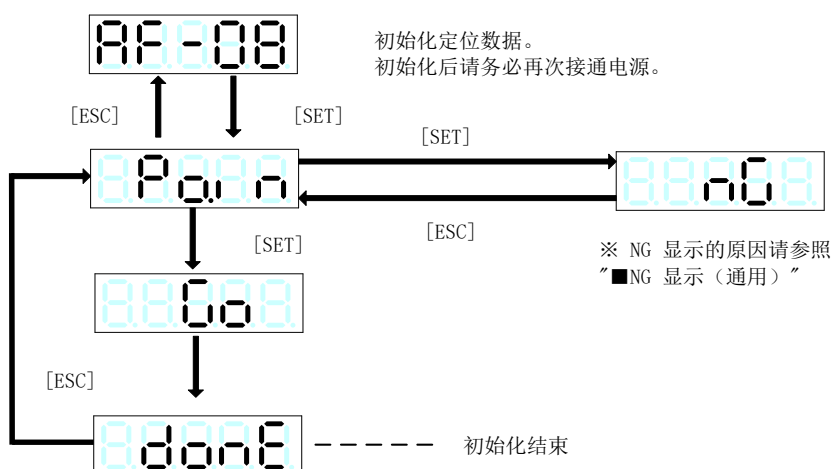 AF-08
初始化定位数据。
初始化后请务必再次接通电源。
[ESC]
[SET]
[SET]
Po.in
nG
[ESC]
[SET]
※ NG 显示的原因请参照
"■NG 显示（通用）"
Go
[ESC]
donE
初始化结束